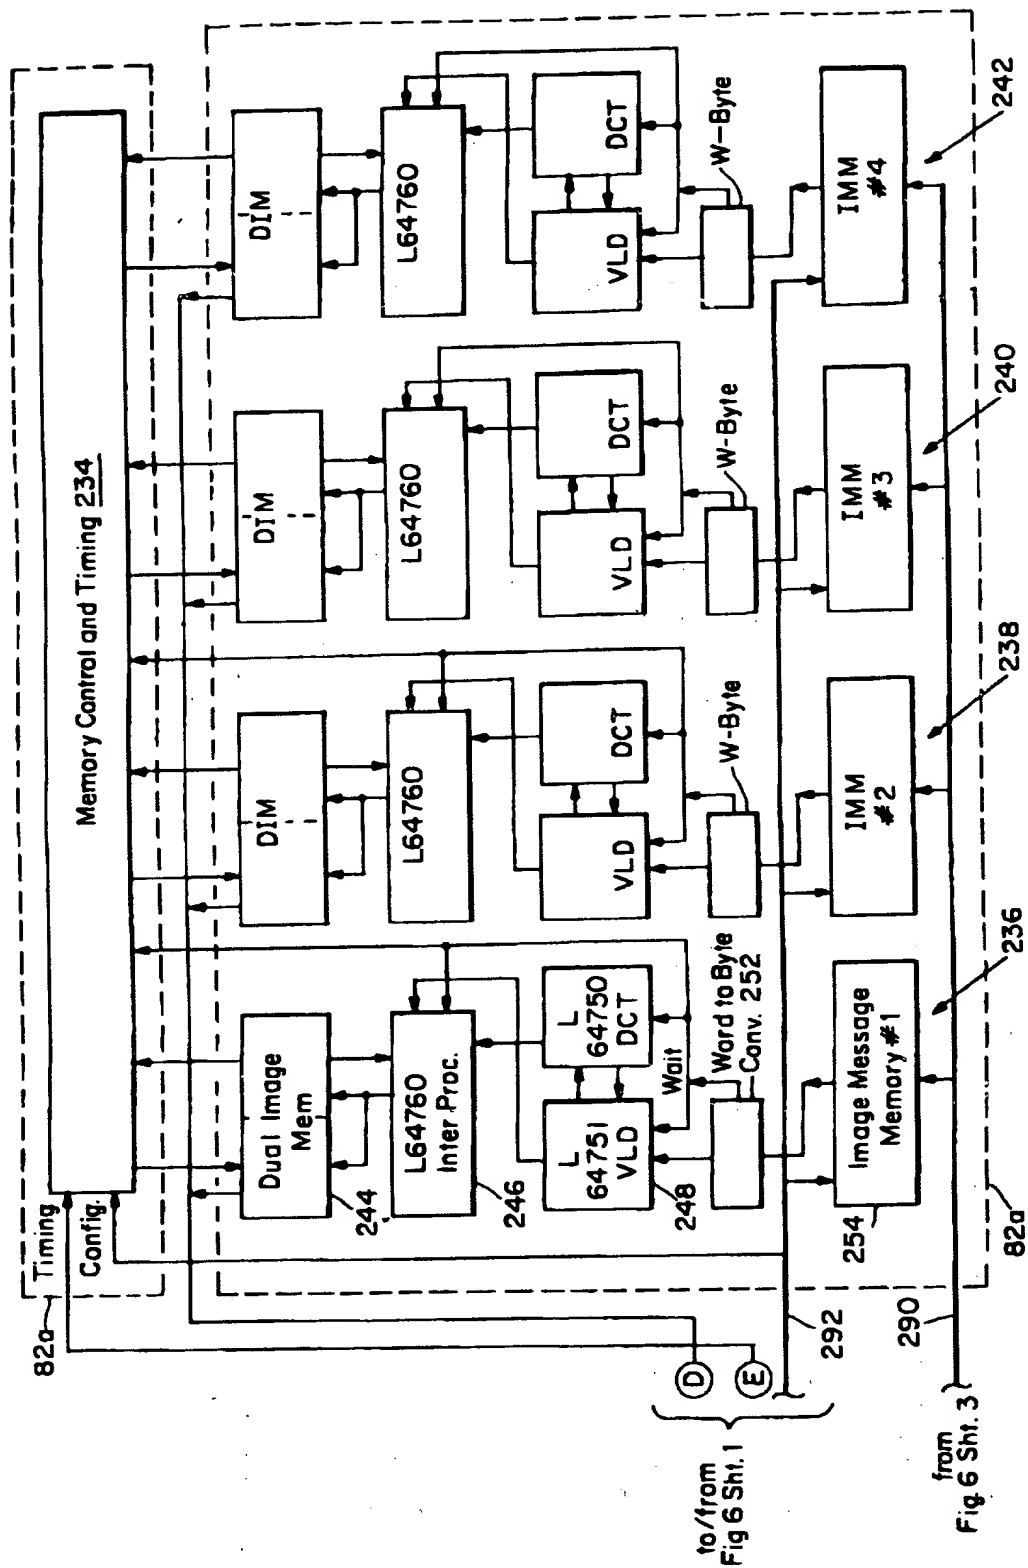 82a
Timing
Config.
Memory Control and Timing 234
Dual Image
Mem
244
L64760
Inter Proc.
246
L
64751
VLD
248
L
64750
DCT
Wait
Word to Byte
Conv. 252
Image Message
Memory #1
254
236
DIM
L64760
VLD
DCT
W-Byte
IMM
#2
238
DIM
L64760
VLD
DCT
W-Byte
IMM
#3
240
DIM
L64760
VLD
DCT
W-Byte
IMM
#4
242
D
E
292
290
82a
to/from
Fig 6 Sht. 1
from
Fig. 6 Sht. 3